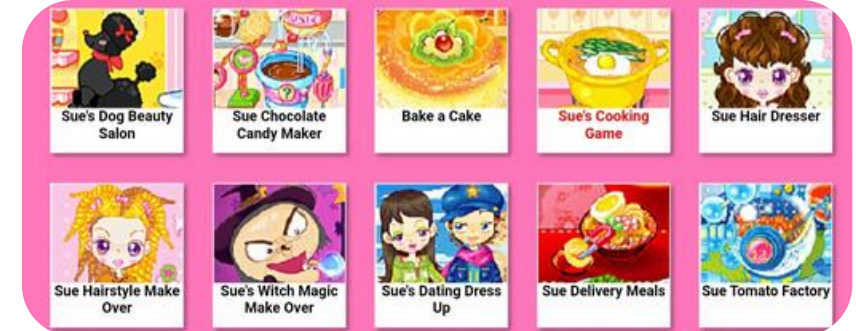 Sue's Dog Beauty
Salon
Sue Chocolate
Candy Maker
Bake a Cake
Sue's Cooking
Game
Sue Hair Dresser
Sue Hairstyle Make
Over
Sue's Witch Magic
Make Over
Sue's Dating Dress
Up
Sue Delivery Meals
Sue Tomato Factory
?